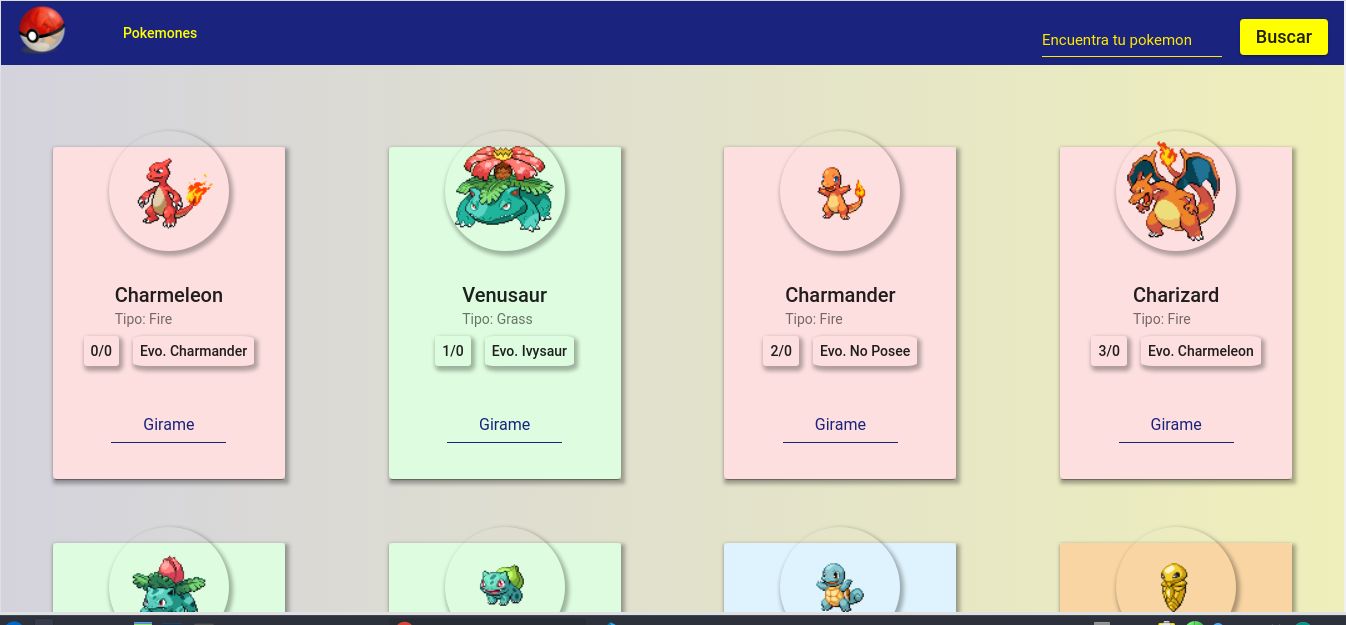 Pokemones
Encuentra tu pokemon
Buscar
Charmeleon
Tipo: Fire
0/0 Evo. Charmander
Girame
Venusaur
Tipo: Grass
1/0 Evo. Ivysaur
Girame
Charmander
Tipo: Fire
2/0 Evo. No Posee
Girame
Charizard
Tipo: Fire
3/0 Evo. Charmeleon
Girame